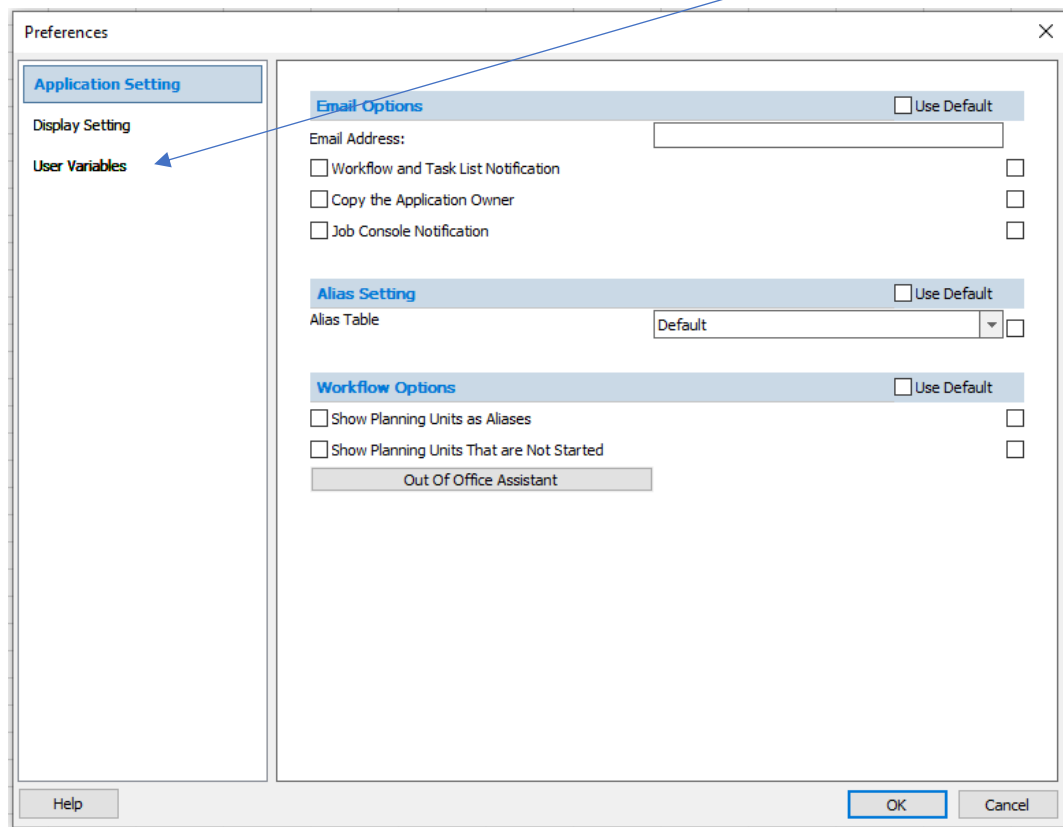 Preferences
Application Setting
Display Setting
User Variables
Email Options Use Default
Email Address:
Workflow and Task List Notification
Copy the Application Owner
Job Console Notification
Alias Setting Use Default
Alias Table Default
Workflow Options Use Default
Show Planning Units as Aliases
Show Planning Units That are Not Started
Out Of Office Assistant
Help OK Cancel